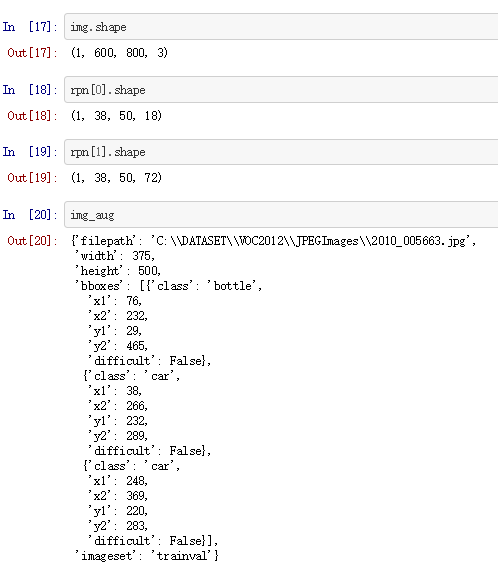 In [17]: img.shape
Out[17]: (1, 600, 800, 3)
In [18]: rpn[0].shape
Out[18]: (1, 38, 50, 18)
In [19]: rpn[1].shape
Out[19]: (1, 38, 50, 72)
In [20]: img_aug
Out[20]: {'filepath': 'C:\\DATASET\\VOC2012\\JPEGImages\\2010_005663.jpg',
'width': 375,
'height': 500,
'bboxes': [{'class': 'bottle',
'x1': 76,
'x2': 232,
'y1': 29,
'y2': 465,
'difficult': False},
{'class': 'car',
'x1': 38,
'x2': 266,
'y1': 232,
'y2': 289,
'difficult': False},
{'class': 'car',
'x1': 248,
'x2': 369,
'y1': 220,
'y2': 283,
'difficult': False}],
'imageset': 'trainval'}